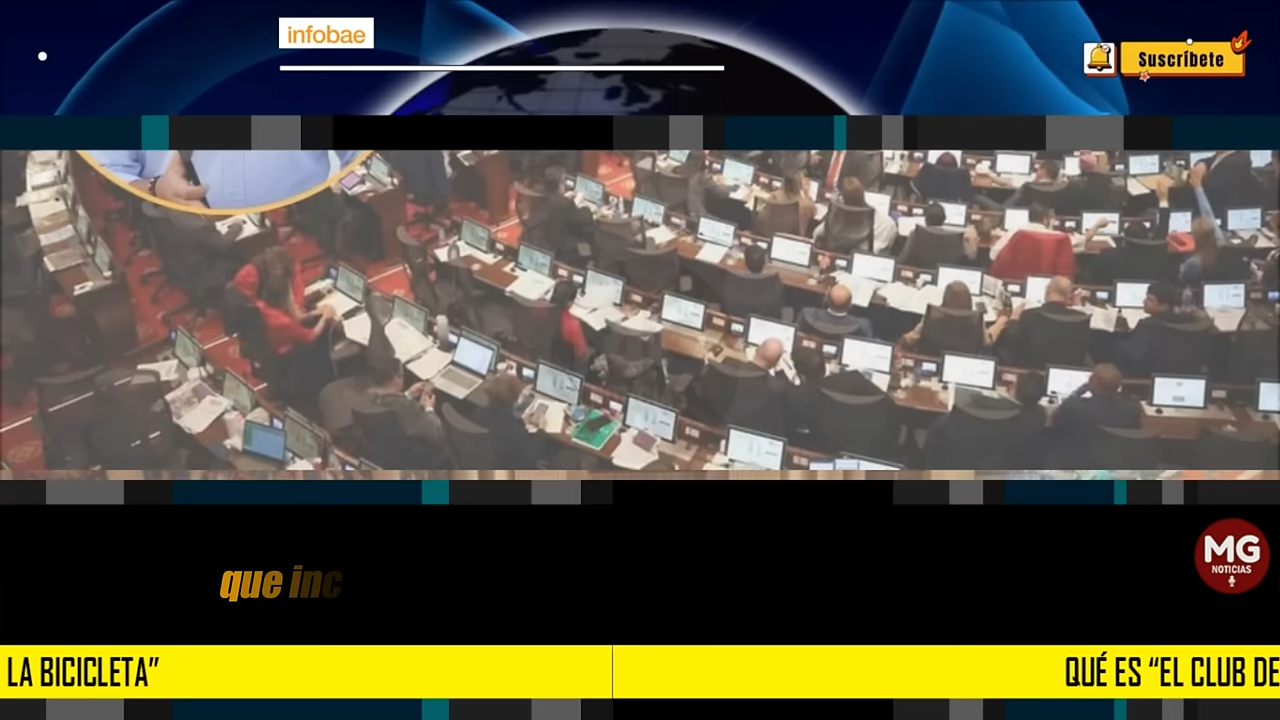 infobae
Suscríbete
que inc
MG
NOTICIAS
LA BICICLETA”
QUÉ ES “EL CLUB DE